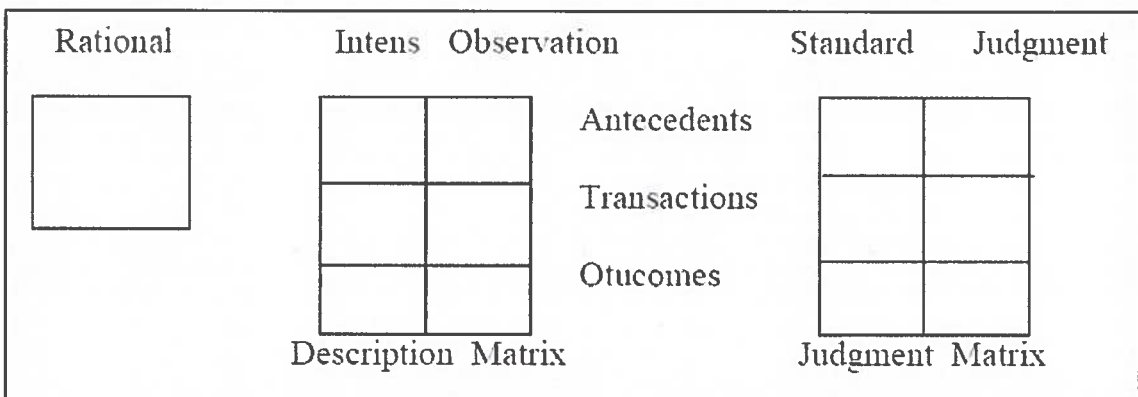 Rational Intens Observation Standard Judgment
Antecedents
Transactions
Otucomes
Description Matrix Judgment Matrix